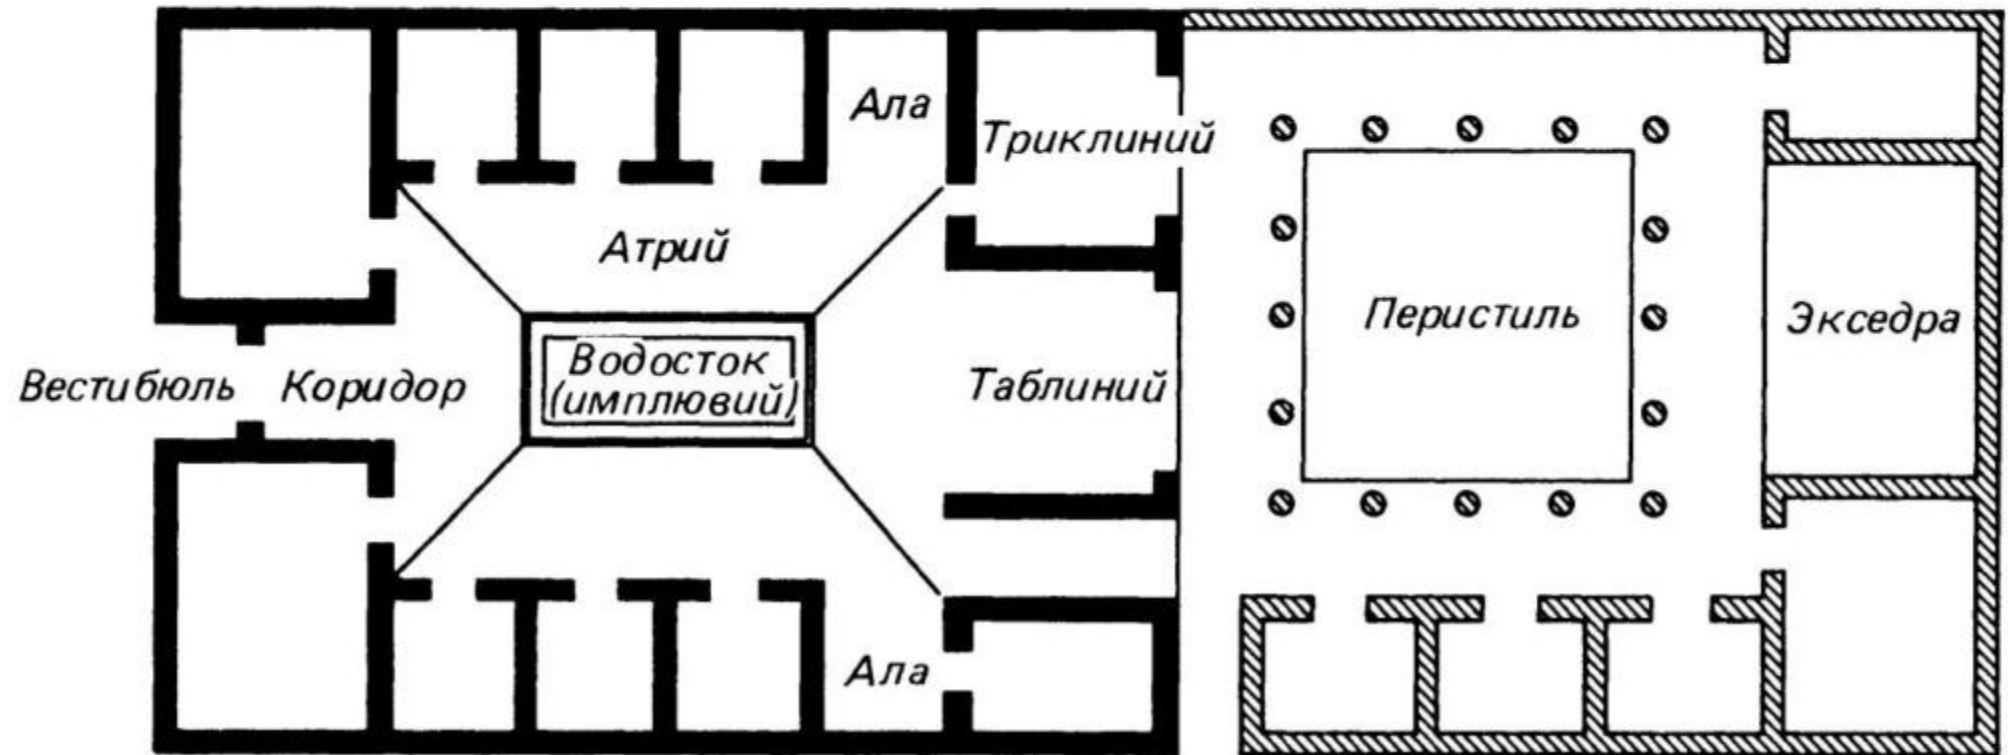 Ала
Триклиний
Атрий
Перистиль
Экседра
Водосток
(имплювий)
Вестибюль
Коридор
Таблиний
Ала